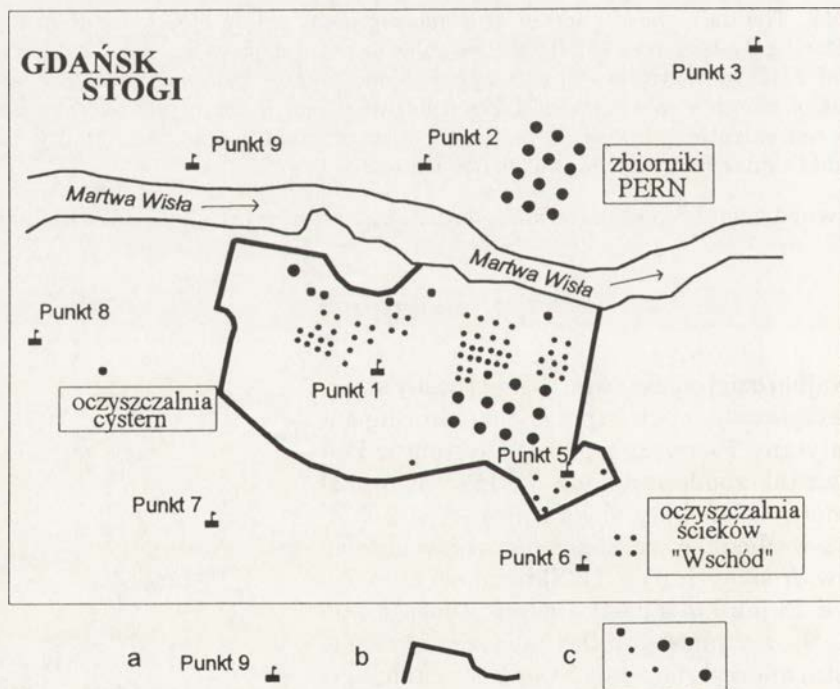 GDAŃSK
STOGI
Punkt 3
Punkt 9
Punkt 2
zbiorniki
PERN
Martwa Wisła
Martwa Wisła
Punkt 8
Punkt 1
oczyszczalnia
cystern
Punkt 5
Punkt 7
oczyszczalnia
ścieków
"Wschód"
Punkt 6
a
Punkt 9
b
c